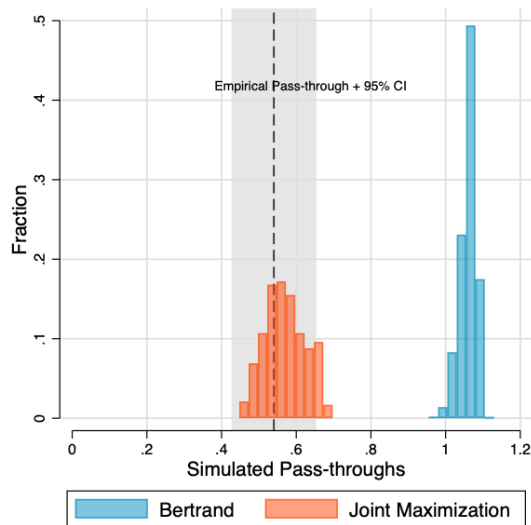 .5
.4
.3
.2
.1
0
Fraction
Empirical Pass-through + 95% CI
0 .2 .4 .6 .8 1 1.2
Simulated Pass-throughs
Bertrand Joint Maximization